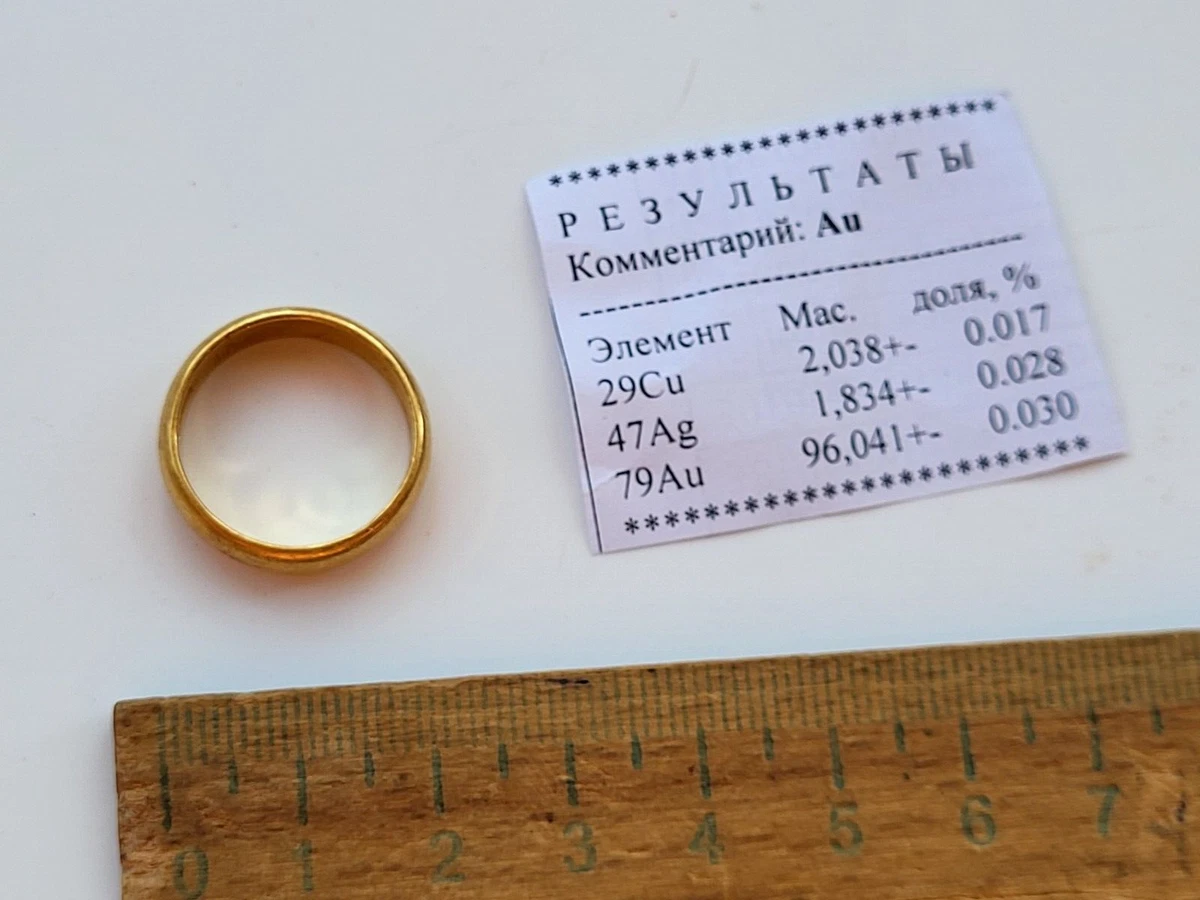 ************************
РЕЗУЛЬТАТЫ
Комментарий: Au
-----------------------------------
Элемент Мас. доля, %
29Cu 2,038+- 0.017
47Ag 1,834+- 0.028
79Au 96,041+- 0.030
************************
0 1 2 3 4 5 6 7